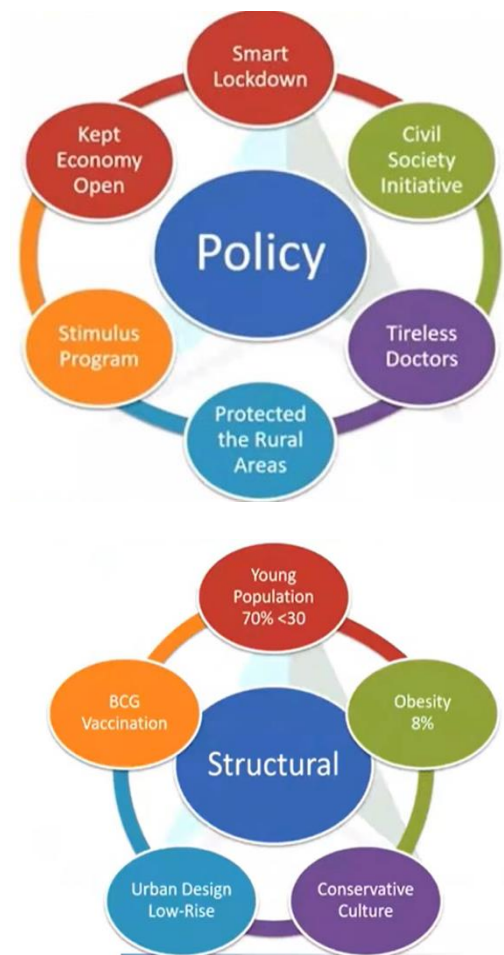 Smart
Lockdown
Kept
Economy
Open
Civil
Society
Initiative
Policy
Stimulus
Program
Tireless
Doctors
Protected
the Rural
Areas
Young
Population
70% <30
BCG
Vaccination
Obesity
8%
Structural
Urban Design
Low-Rise
Conservative
Culture